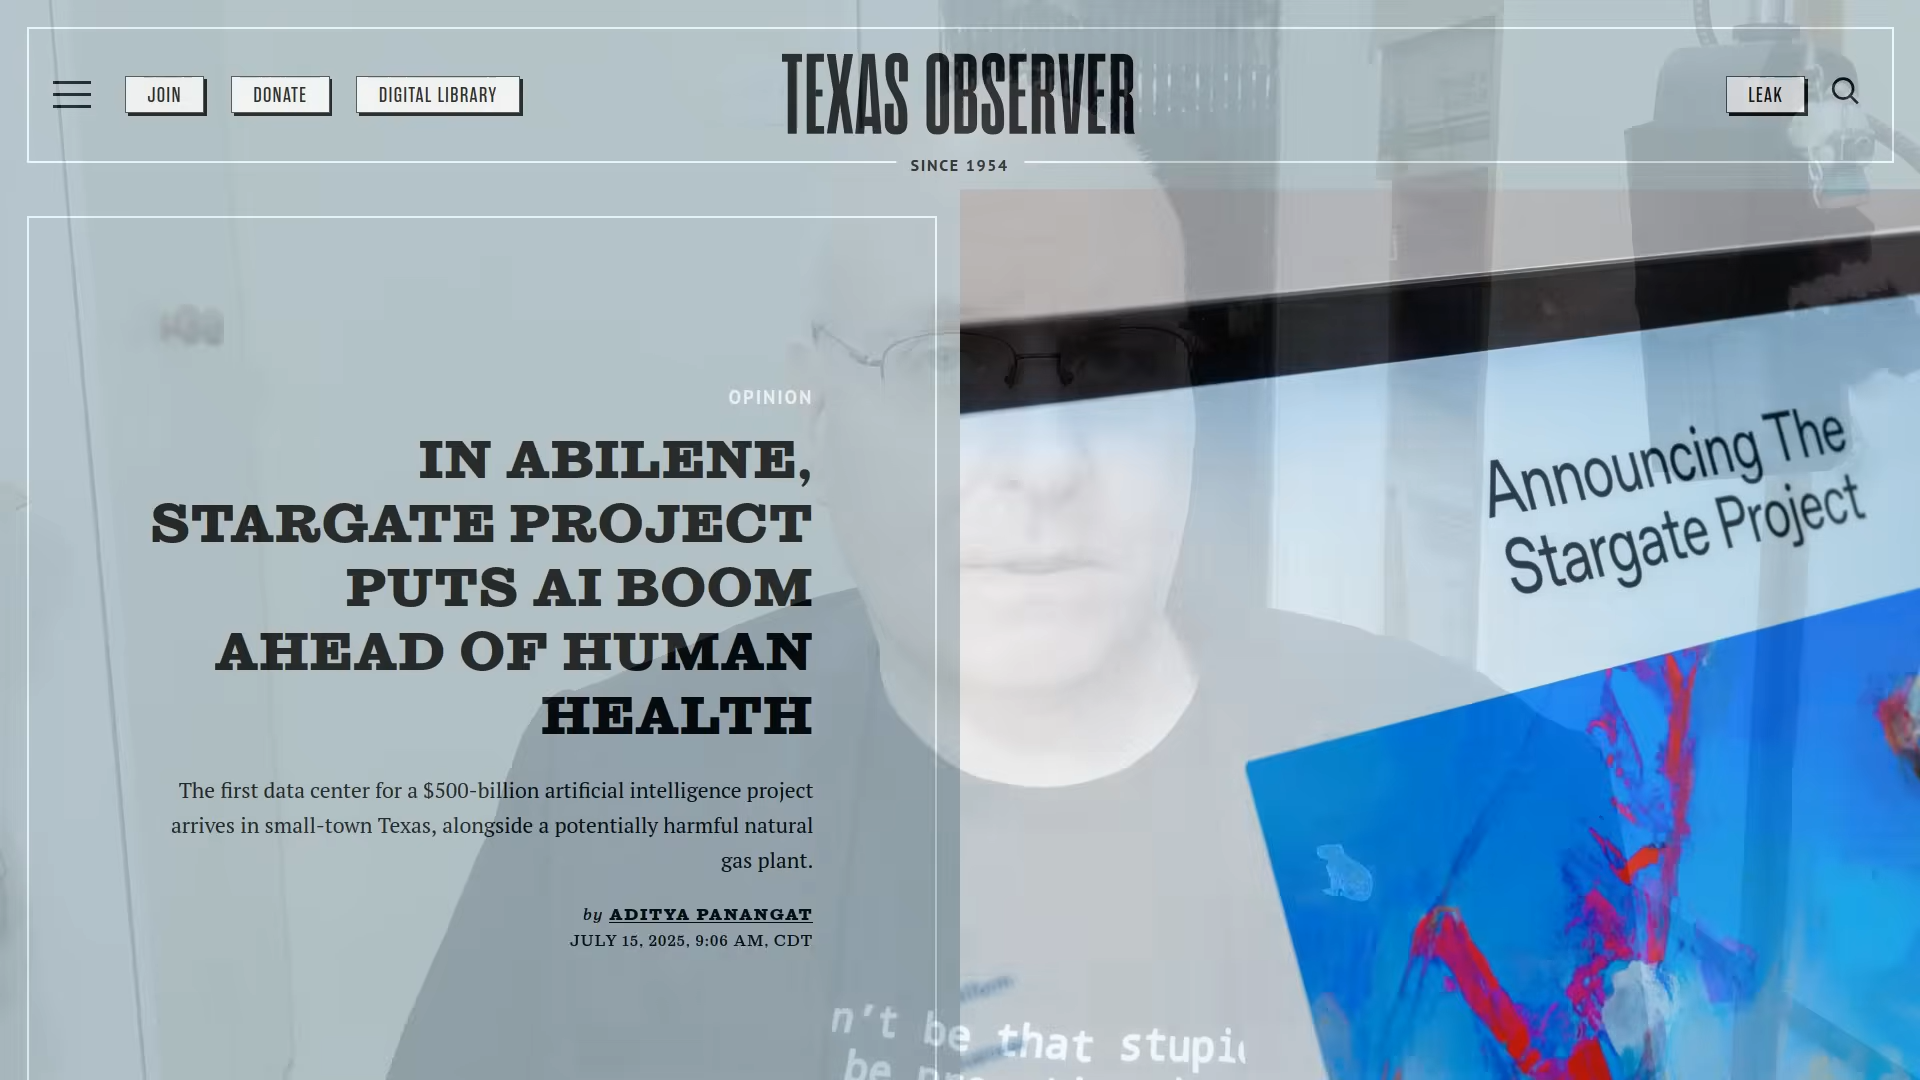 JOIN
DONATE
DIGITAL LIBRARY
TEXAS OBSERVER
LEAK
SINCE 1954
OPINION
IN ABILENE,
STARGATE PROJECT
PUTS AI BOOM
AHEAD OF HUMAN
HEALTH
The first data center for a $500-billion artificial intelligence project
arrives in small-town Texas, alongside a potentially harmful natural
gas plant.
by ADITYA PANANGAT
JULY 15, 2025, 9:06 AM, CDT
Announcing The
Stargate Project
n't be that
be